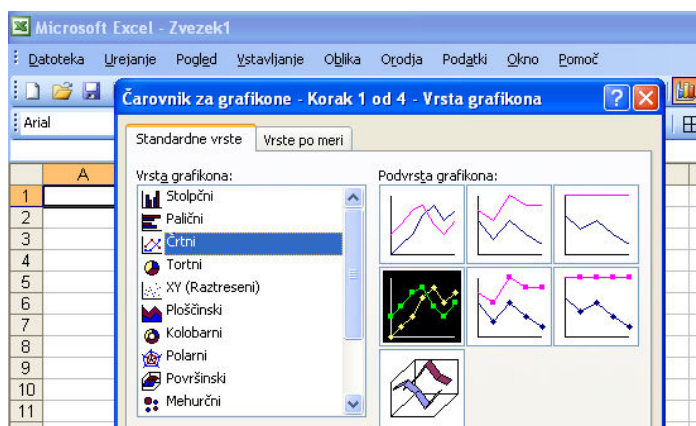 Microsoft Excel - Zvezek1
Datoteka Urejanje Pogled Vstavljanje Oblika Orodja Podatki Okno Pomoč
Čarovnik za grafikone - Korak 1 od 4 - Vrsta grafikona
Arial
Standardne vrste Vrste po meri
A
Vrsta grafikona: Podvrsta grafikona:
1 Stolpčni
2 Palični
3 Črtni
4 Tortni
5 XY (Raztreseni)
6 Ploščinski
7 Kolobarni
8 Polarni
9 Površinski
10 Mehurčni
11